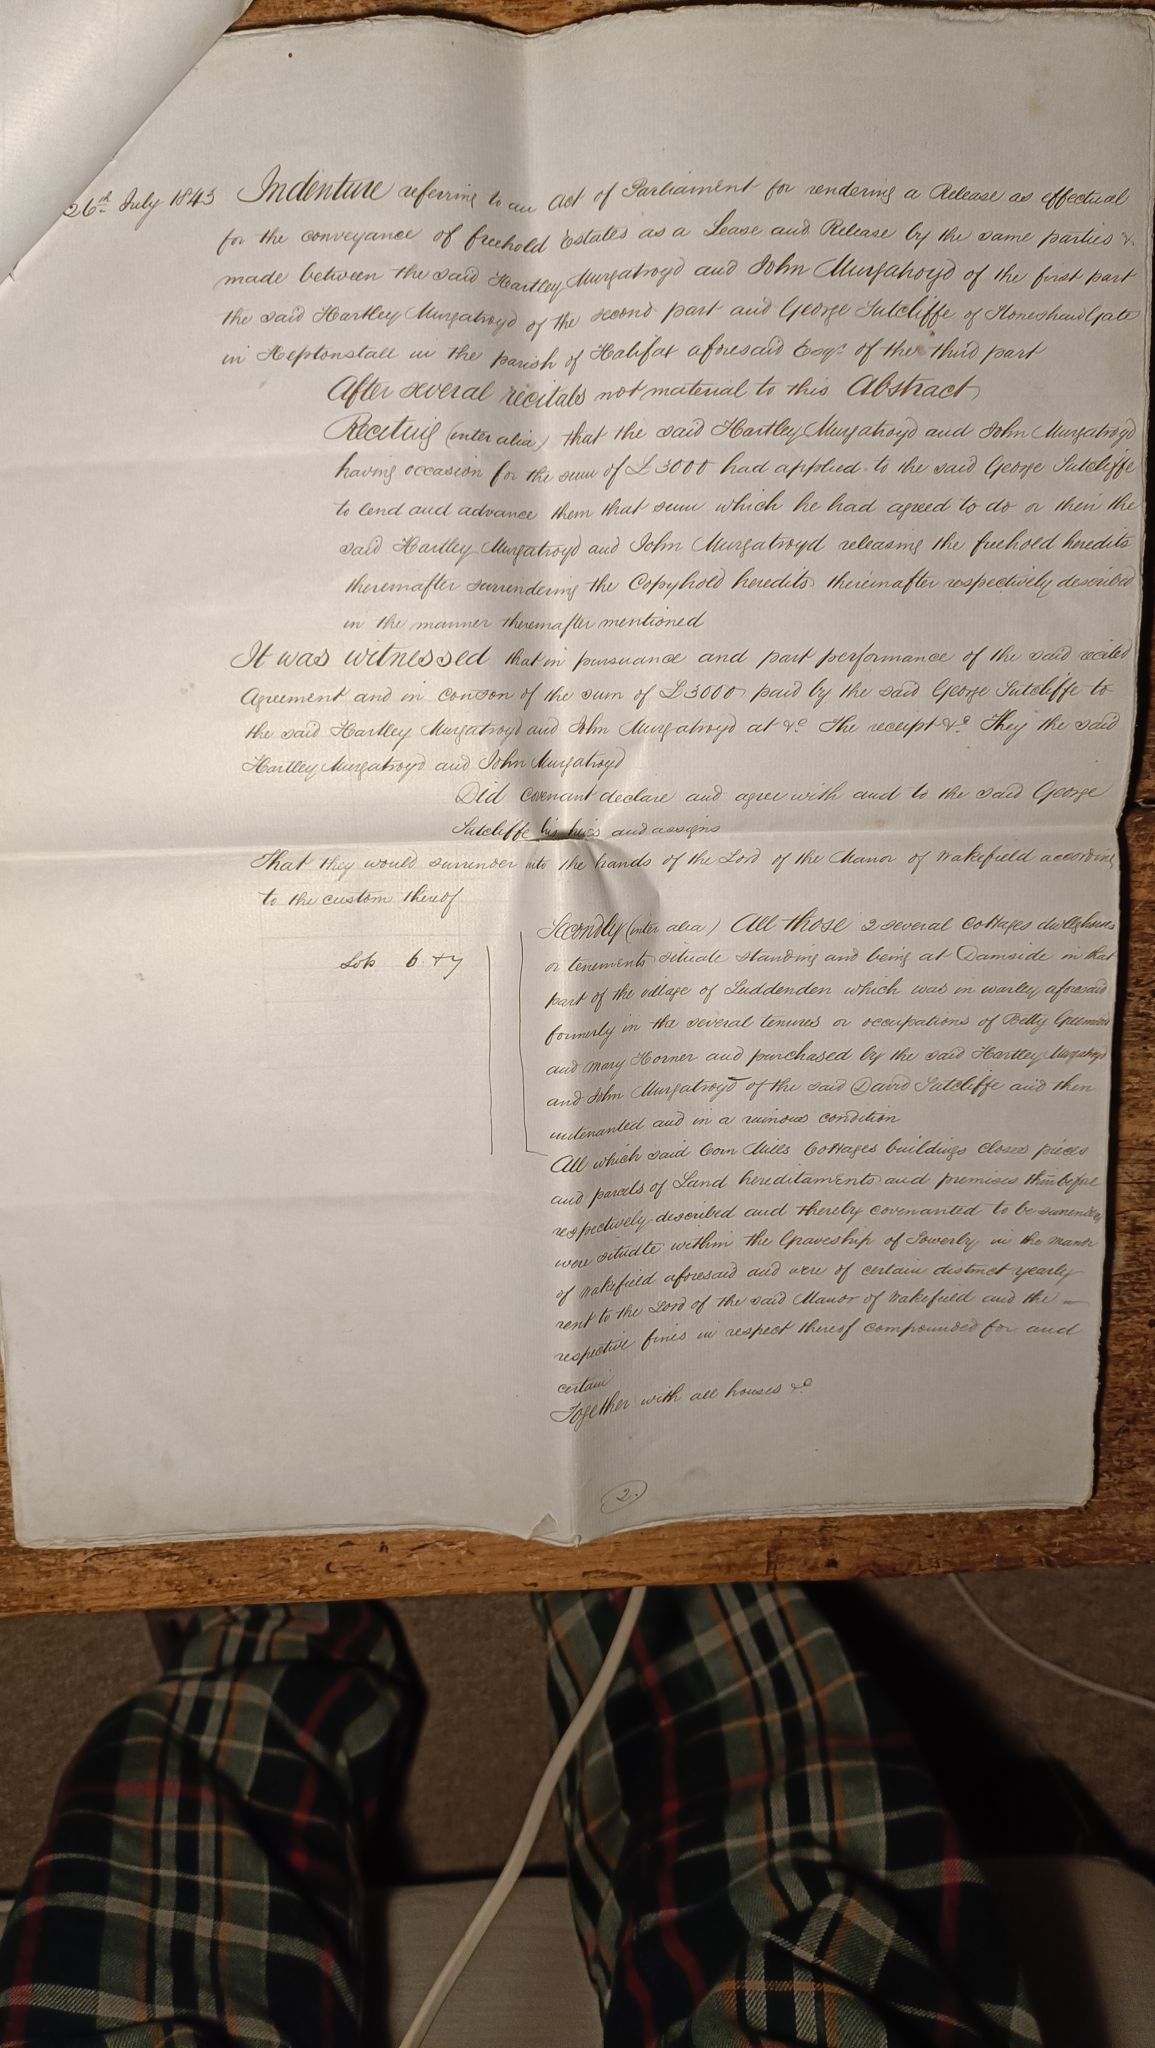 26th July 1843 Indenture referring to an Act of Parliament for rendering a Release as effectual
for the conveyance of freehold Estates as a Lease and Release by the same parties &
made between the said Hartley Murgatroyd and John Murgatroyd of the first part
the said Hartley Murgatroyd of the second part and George Sutcliffe of Stoneshead Gate
in Heptonstall in the parish of Halifax aforesaid Esqr. of the third part
After several recitals not material to this Abstract
Reciting (inter alia) that the said Hartley Murgatroyd and John Murgatroyd
having occasion for the sum of £3000 had applied to the said George Sutcliffe
to lend and advance them that sum which he had agreed to do on their the
said Hartley Murgatroyd and John Murgatroyd releasing the freehold heredits
thereinafter surrendering the Copyhold heredits thereinafter respectively described
in the manner thereinafter mentioned
It was witnessed that in pursuance and part performance of the said recited
Agreement and in conson of the sum of £3000 paid by the said George Sutcliffe to
the said Hartley Murgatroyd and John Murgatroyd at &c The receipt &c They the said
Hartley Murgatroyd and John Murgatroyd
Did covenant declare and agree with and to the said George
Sutcliffe his heirs and assigns
That they would surrender into the hands of the Lord of the Manor of Wakefield according
to the custom thereof
Secondly (inter alia) All those 2 several Cottages dwellghouses
Lots 6 + 7
or tenements situate standing and being at Damside in that
part of the village of Luddenden which was in Warley aforesaid
formerly in the several tenures or occupations of Betty Greenwood
and Mary Horner and purchased by the said Hartley Murgatroyd
and John Murgatroyd of the said David Sutcliffe and then
untenanted and in a ruinous condition
All which said Corn Mills Cottages buildings closes pieces
and parcels of Land hereditaments and premises thinbefore
respectively described and thereby covenanted to be surrendered
were situate within the Graveship of Sowerby in the Manor
of Wakefield aforesaid and were of certain distinct yearly
rent to the Lord of the said Manor of Wakefield and the
respective fines in respect thereof compounded for and
certain
Together with all houses &c
2.